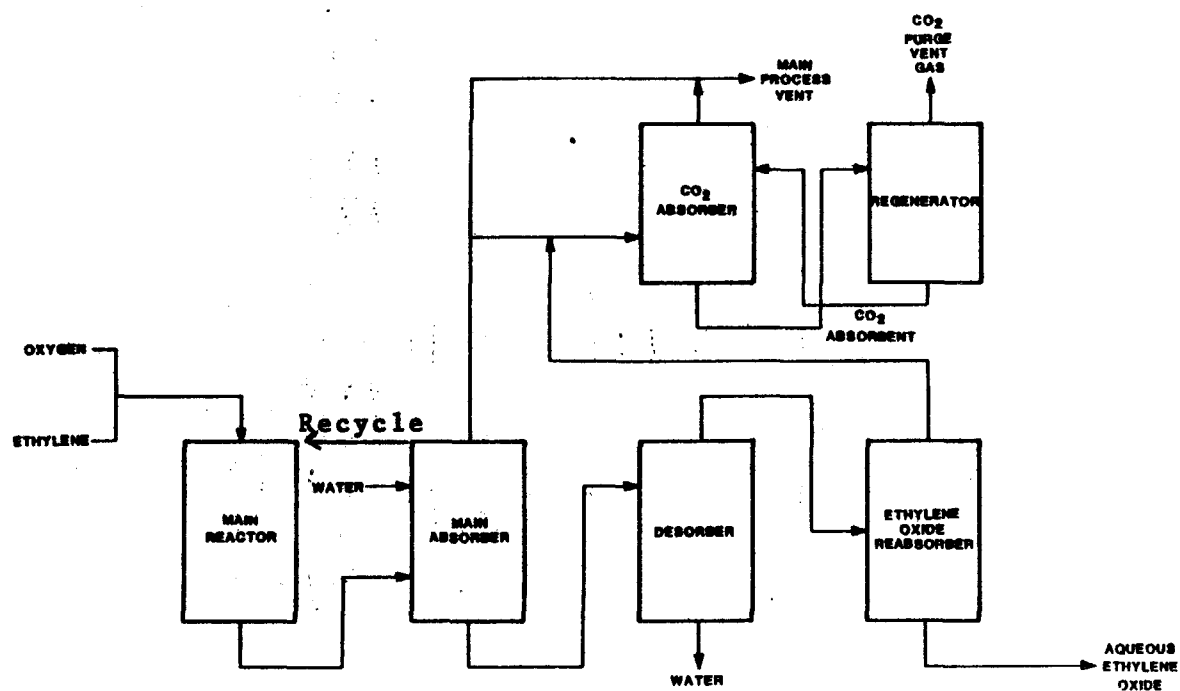 CO2
PURGE
VENT
GAS
MAIN
PROCESS
VENT
CO2
ABSORBER
REGENERATOR
CO2
ABSORBENT
OXYGEN
ETHYLENE
Recycle
WATER
MAIN
REACTOR
MAIN
ABSORBER
DESORBER
ETHYLENE
OXIDE
REABSORBER
WATER
AQUEOUS
ETHYLENE
OXIDE